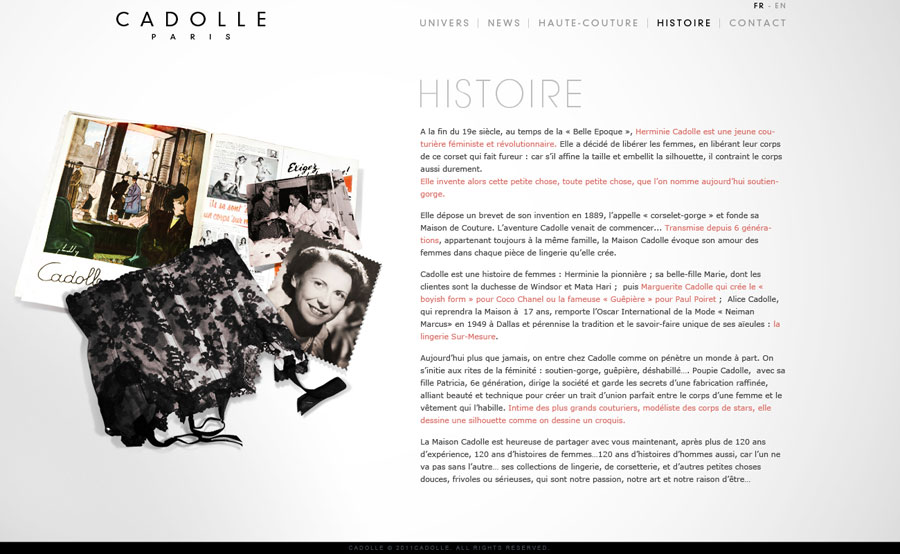 CADOLLE
PARIS
FR - EN
UNIVERS | NEWS | HAUTE-COUTURE | HISTOIRE | CONTACT
HISTOIRE
A la fin du 19e siècle, au temps de la « Belle Epoque », Herminie Cadolle est une jeune cou-
turière féministe et révolutionnaire. Elle a décidé de libérer les femmes, en libérant leur corps
de ce corset qui fait fureur : car s'il affine la taille et embellit la silhouette, il contraint le corps
aussi durement.
Elle invente alors cette petite chose, toute petite chose, que l'on nomme aujourd'hui soutien-
gorge.
Elle dépose un brevet de son invention en 1889, l'appelle « corselet-gorge » et fonde sa
Maison de Couture. L'aventure Cadolle venait de commencer... Transmise depuis 6 généra-
tions, appartenant toujours à la même famille, la Maison Cadolle évoque son amour des
femmes dans chaque pièce de lingerie qu'elle crée.
Cadolle est une histoire de femmes : Herminie la pionnière ; sa belle-fille Marie, dont les
clientes sont la duchesse de Windsor et Mata Hari ; puis Marguerite Cadolle qui crée le «
boyish form » pour Coco Chanel ou la fameuse « Guêpière » pour Paul Poiret ; Alice Cadolle,
qui reprendra la Maison à 17 ans, remporte l'Oscar International de la Mode « Neiman
Marcus» en 1949 à Dallas et pérennise la tradition et le savoir-faire unique de ses aïeules : la
lingerie Sur-Mesure.
Aujourd'hui plus que jamais, on entre chez Cadolle comme on pénètre un monde à part. On
s'initie aux rites de la féminité : soutien-gorge, guêpière, déshabillé.... Poupie Cadolle, avec sa
fille Patricia, 6e génération, dirige la société et garde les secrets d'une fabrication raffinée,
alliant beauté et technique pour créer un trait d'union parfait entre le corps d'une femme et le
vêtement qui l'habille. Intime des plus grands couturiers, modéliste des corps de stars, elle
dessine une silhouette comme on dessine un croquis.
La Maison Cadolle est heureuse de partager avec vous maintenant, après plus de 120 ans
d'expérience, 120 ans d'histoires de femmes...120 ans d'histoires d'hommes aussi, car l'un ne
va pas sans l'autre... ses collections de lingerie, de corsetterie, et d'autres petites choses
douces, frivoles ou sérieuses, qui sont notre passion, notre art et notre raison d'être...
Exigez
Cadolle
CADOLLE © 2011CADOLLE. ALL RIGHTS RESERVED.